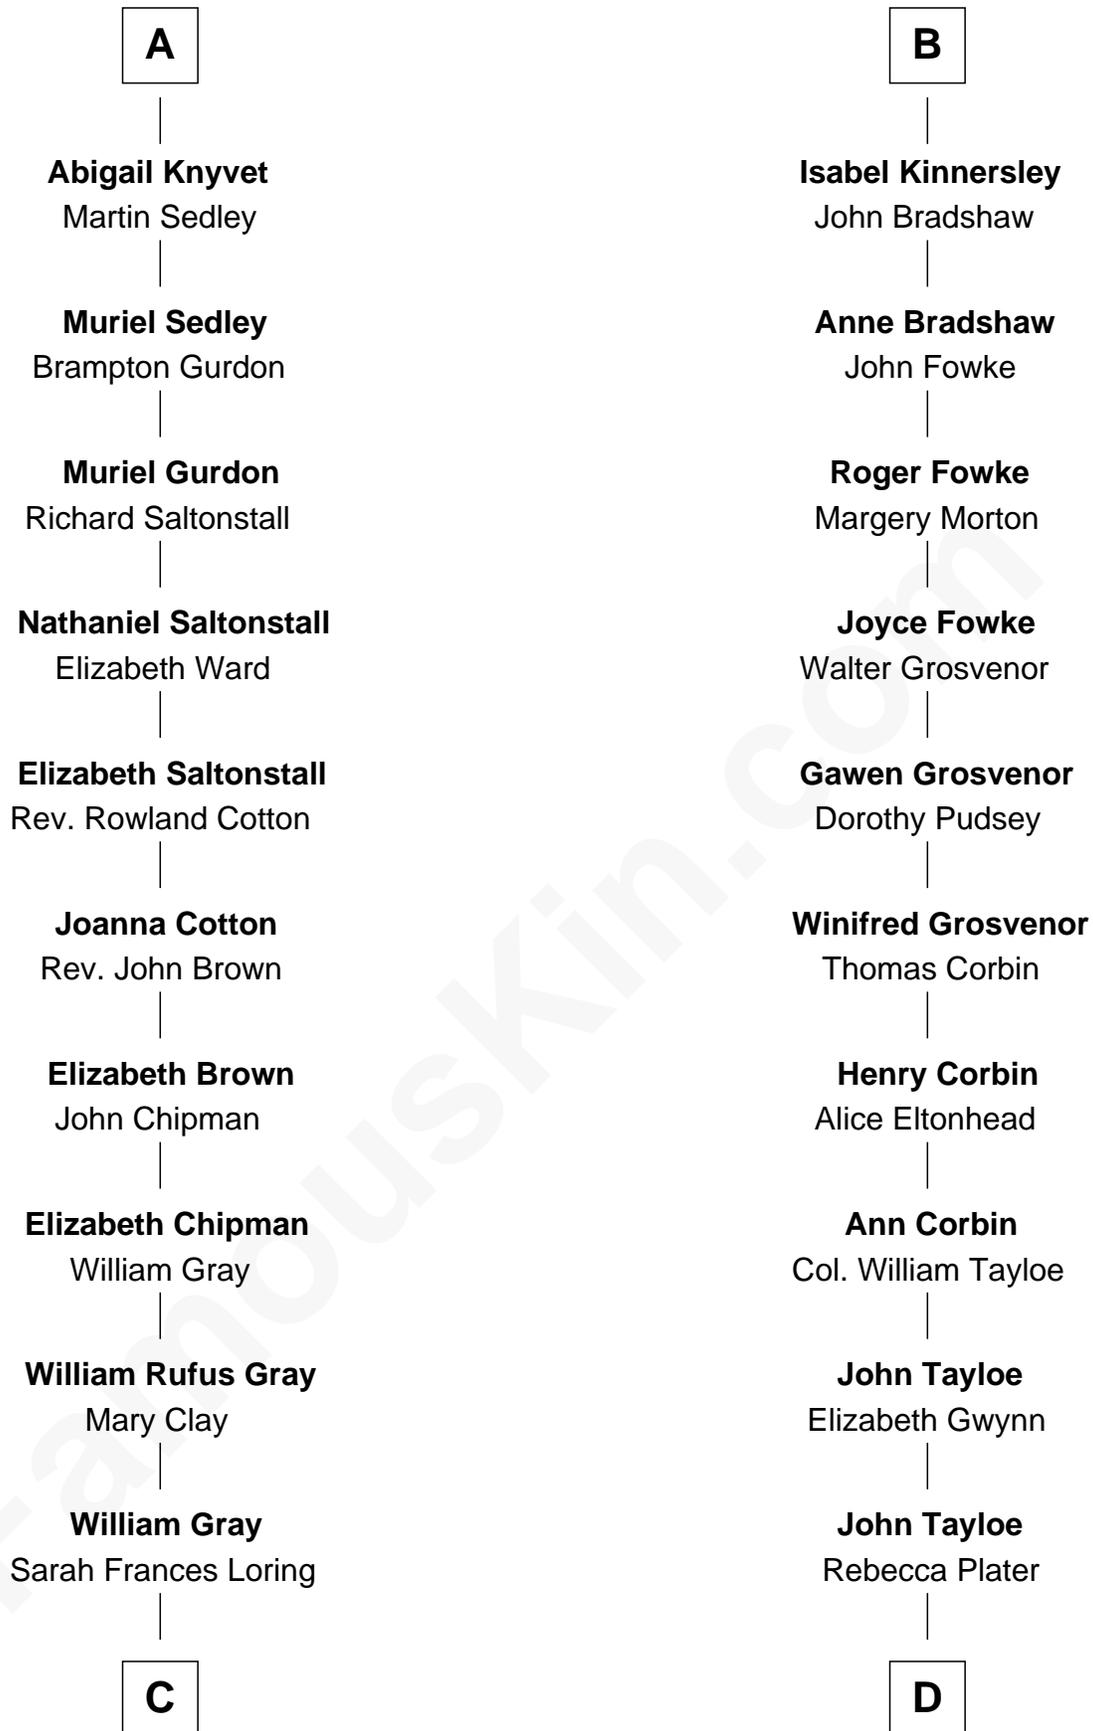 A
Abigail Knyvet
Martin Sedley
Muriel Sedley
Brampton Gurdon
Muriel Gurdon
Richard Saltonstall
Nathaniel Saltonstall
Elizabeth Ward
Elizabeth Saltonstall
Rev. Rowland Cotton
Joanna Cotton
Rev. John Brown
Elizabeth Brown
John Chipman
Elizabeth Chipman
William Gray
William Rufus Gray
Mary Clay
William Gray
Sarah Frances Loring
C
B
Isabel Kinnersley
John Bradshaw
Anne Bradshaw
John Fowke
Roger Fowke
Margery Morton
Joyce Fowke
Walter Grosvenor
Gawen Grosvenor
Dorothy Pudsey
Winifred Grosvenor
Thomas Corbin
Henry Corbin
Alice Eltonhead
Ann Corbin
Col. William Tayloe
John Tayloe
Elizabeth Gwynn
John Tayloe
Rebecca Plater
D
FamousKin.com